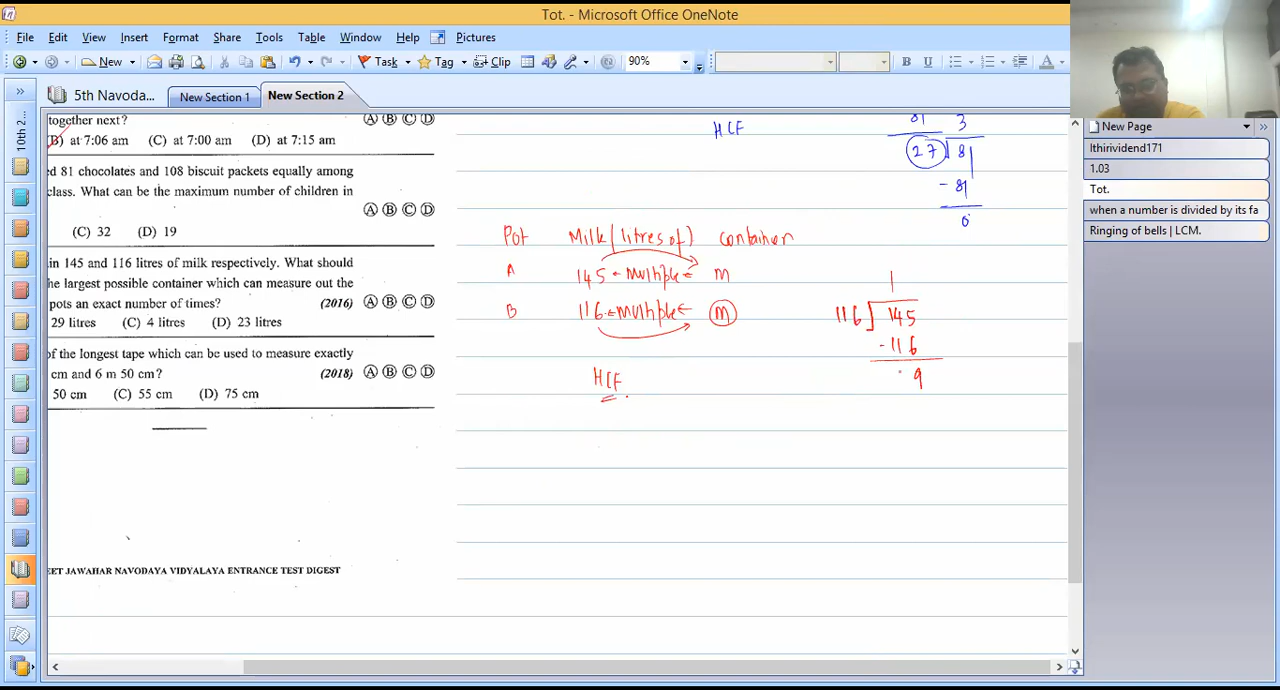 Tot. - Microsoft Office OneNote
File Edit View Insert Format Share Tools Table Window Help Pictures
New Task Tag Clip 90% B U A
5th Navoda... New Section 1 New Section 2
10th 2...
New Page
Ithirividend171
1.03
Tot.
when a number is divided by its fa
Ringing of bells | LCM.
together next? A B C D
B) at 7:06 am (C) at 7:00 am (D) at 7:15 am
d 81 chocolates and 108 biscuit packets equally among
class. What can be the maximum number of children in
A B C D
(C) 32 (D) 19
in 145 and 116 litres of milk respectively. What should
he largest possible container which can measure out the
pots an exact number of times? (2016) A B C D
29 litres (C) 4 litres (D) 23 litres
of the longest tape which can be used to measure exactly
cm and 6 m 50 cm? (2018) A B C D
50 cm (C) 55 cm (D) 75 cm
EET JAWAHAR NAVODAYA VIDYALAYA ENTRANCE TEST DIGEST
HCF
81 3
27 81
- 81
0
Pot Milk (litres of) container
A 145 multiple m
B 116 multiple m
HCF
1
116 145
-116
9